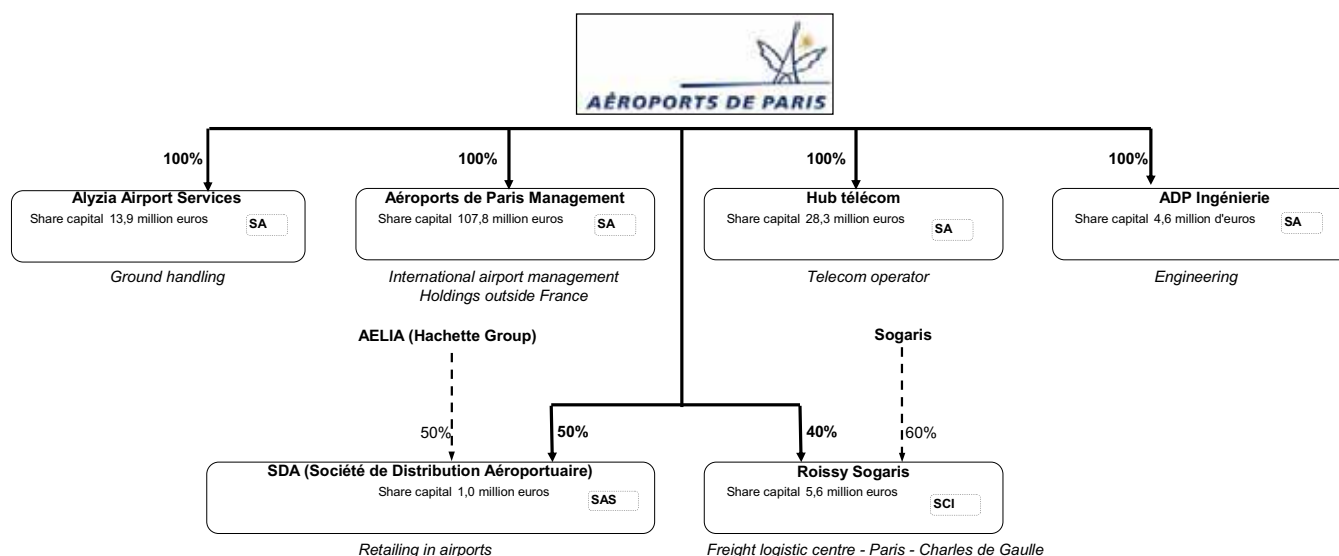 AÉROPORTS DE PARIS
100%
100%
100%
100%
Alyzia Airport Services
Share capital 13,9 million euros
SA
Ground handling
Aéroports de Paris Management
Share capital 107,8 million euros
SA
International airport management
Holdings outside France
Hub télécom
Share capital 28,3 million euros
SA
Telecom operator
ADP Ingénierie
Share capital 4,6 million d'euros
SA
Engineering
AELIA (Hachette Group)
Sogaris
50%
50%
40%
60%
SDA (Société de Distribution Aéroportuaire)
Share capital 1,0 million euros
SAS
Retailing in airports
Roissy Sogaris
Share capital 5,6 million euros
SCI
Freight logistic centre - Paris - Charles de Gaulle